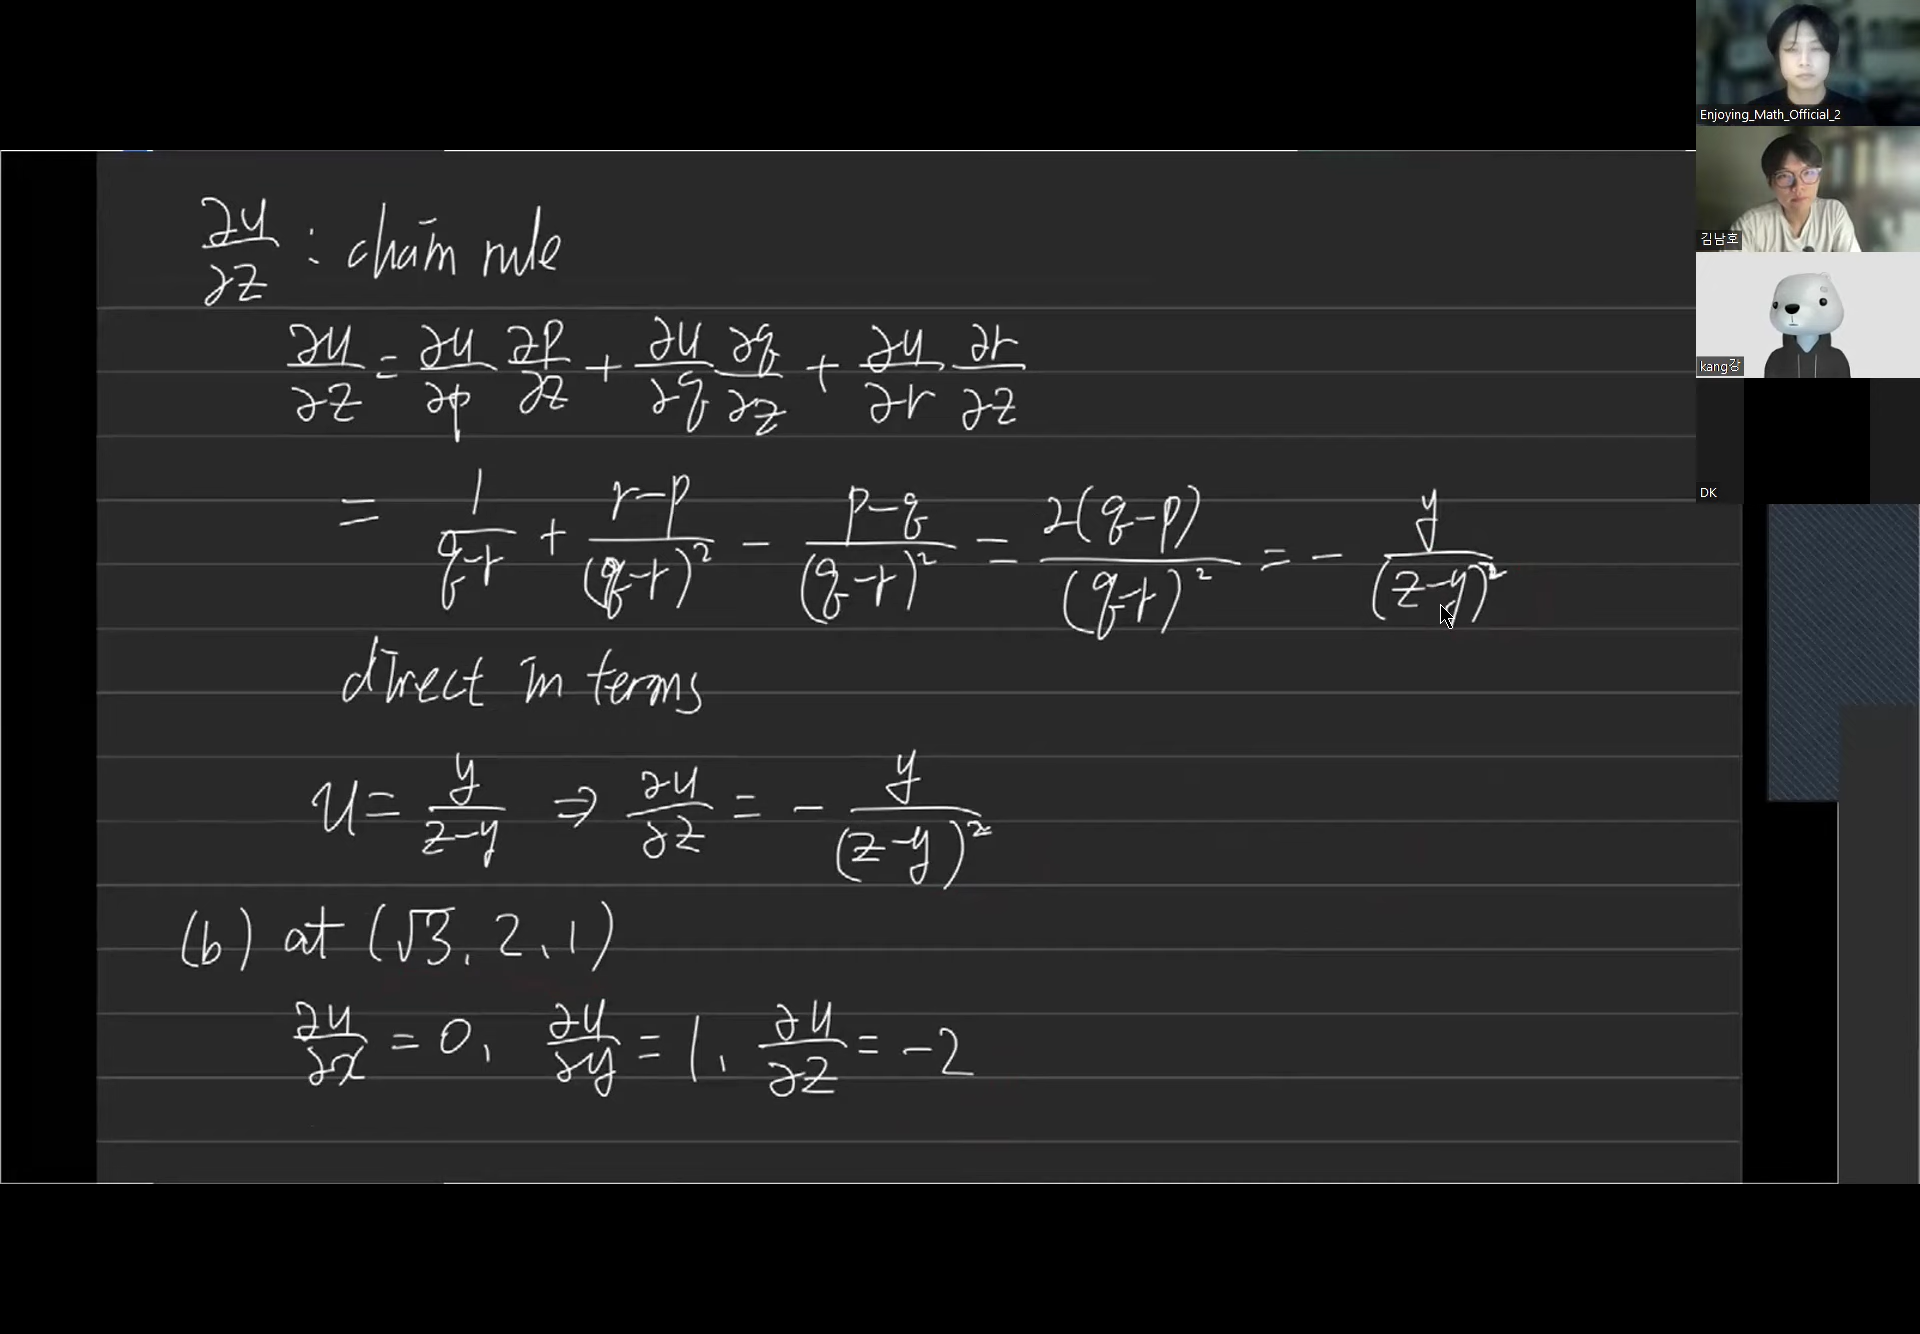 Enjoying_Math_Official_2
김남호
kang강
DK
∂u/∂z : chain rule
∂u/∂z = ∂u/∂p ∂p/∂z + ∂u/∂q ∂q/∂z + ∂u/∂r ∂r/∂z
= 1/(q-r) + (r-p)/(q-r)² - (p-q)/(q-r)² = 2(q-p)/(q-r)² = - y/(z-y)²
direct in terms
u = y/(z-y) ⇒ ∂u/∂z = - y/(z-y)²
(b) at (√3, 2, 1)
∂u/∂x = 0, ∂u/∂y = 1, ∂u/∂z = -2